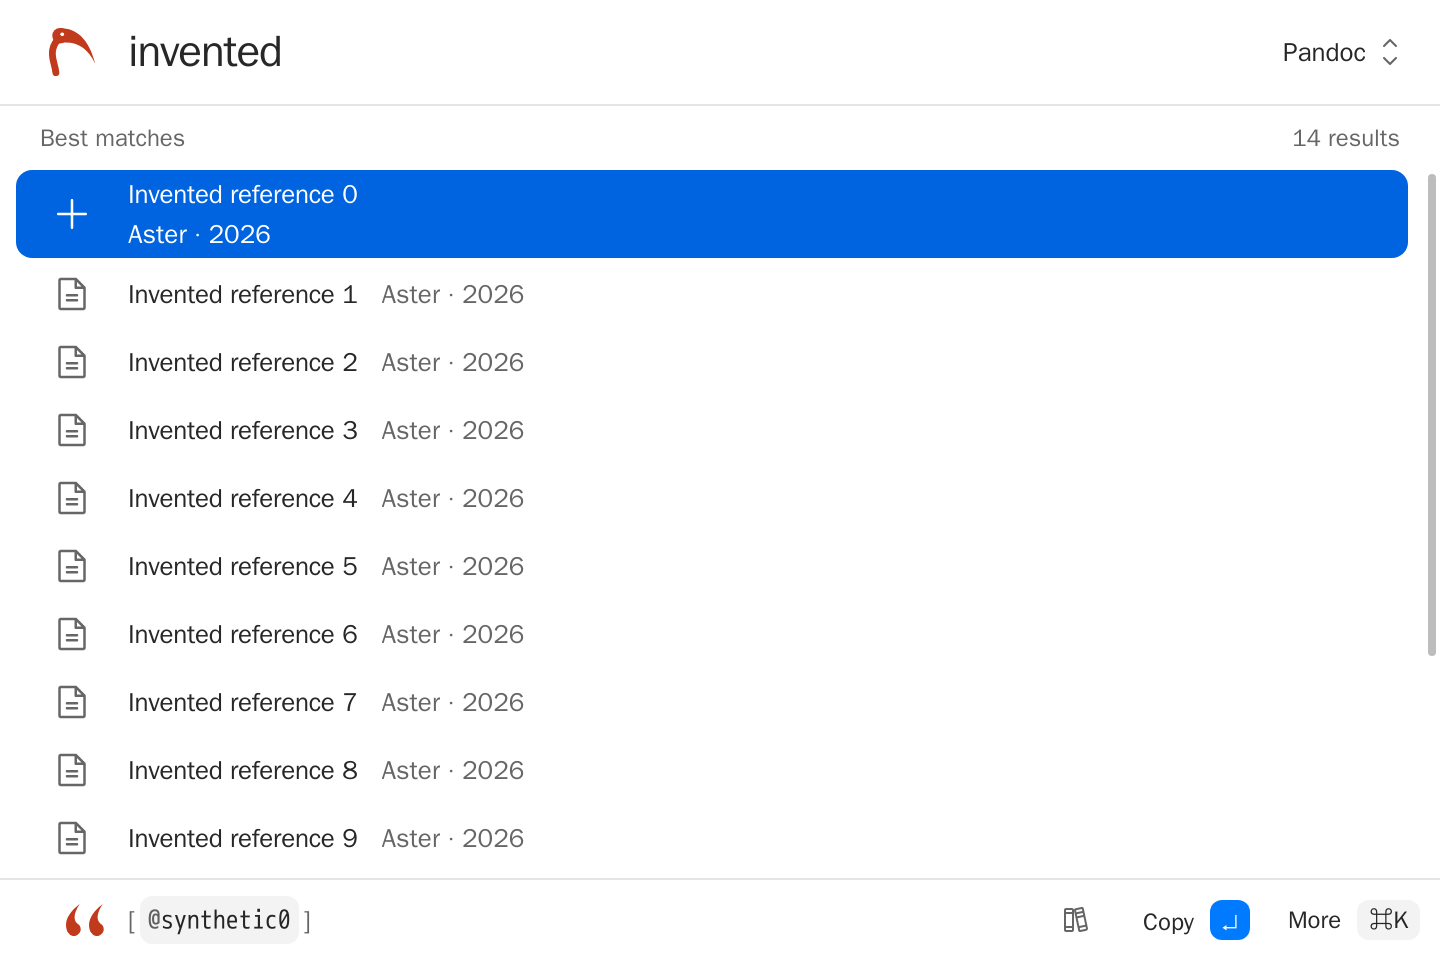 invented
Pandoc
Best matches
14 results
Invented reference 0
Aster · 2026
Invented reference 1 Aster · 2026
Invented reference 2 Aster · 2026
Invented reference 3 Aster · 2026
Invented reference 4 Aster · 2026
Invented reference 5 Aster · 2026
Invented reference 6 Aster · 2026
Invented reference 7 Aster · 2026
Invented reference 8 Aster · 2026
Invented reference 9 Aster · 2026
[ @synthetic0 ]
Copy
More ⌘K